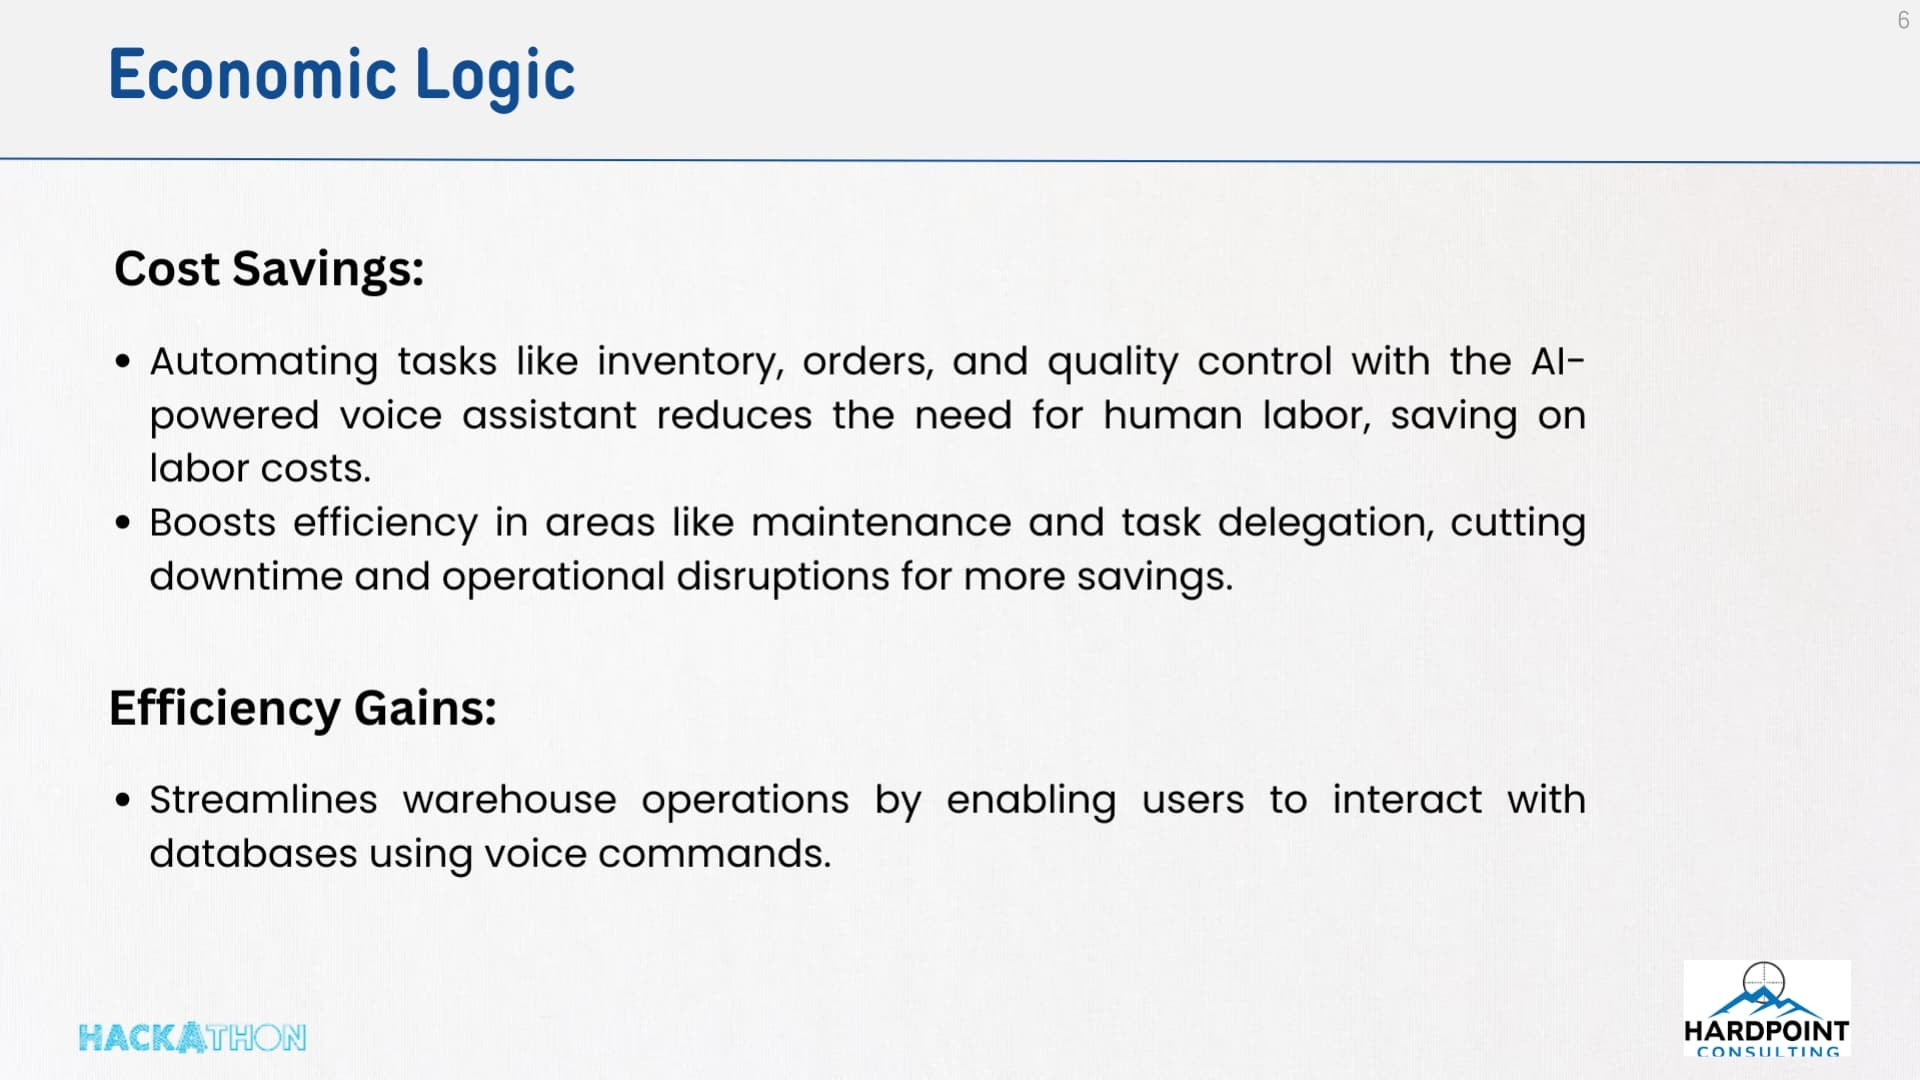 6
Economic Logic
Cost Savings:
• Automating tasks like inventory, orders, and quality control with the AI-
powered voice assistant reduces the need for human labor, saving on
labor costs.
• Boosts efficiency in areas like maintenance and task delegation, cutting
downtime and operational disruptions for more savings.
Efficiency Gains:
• Streamlines warehouse operations by enabling users to interact with
databases using voice commands.
HACKATHON
HARDPOINT
CONSULTING